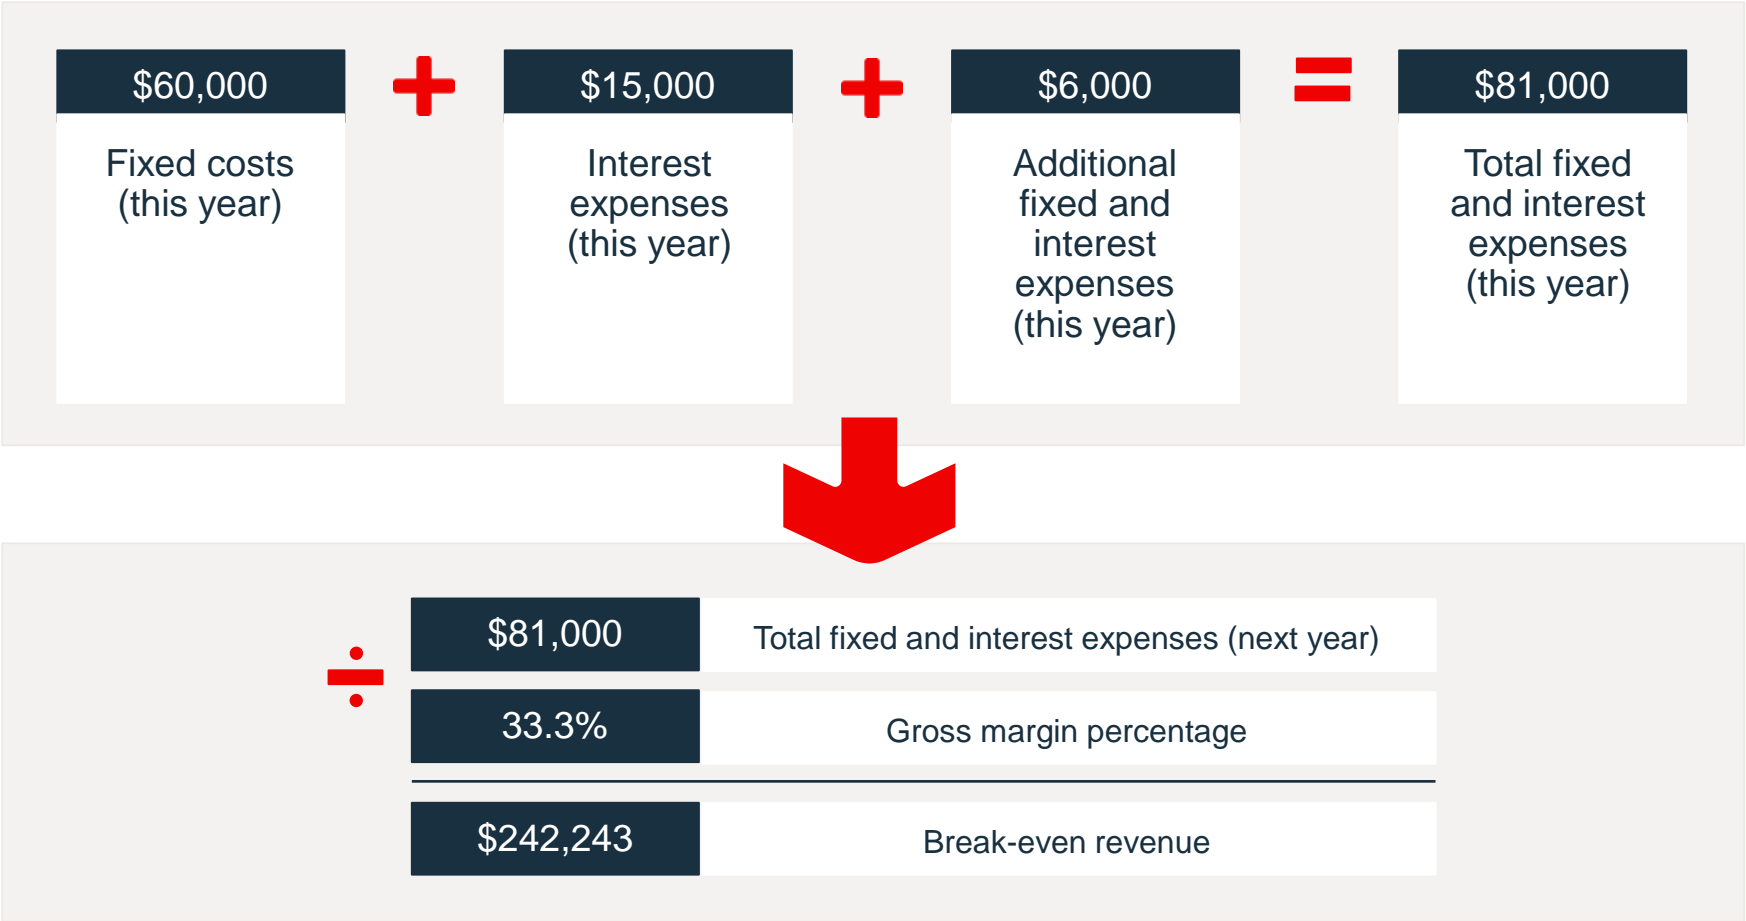 $60,000
$15,000
$6,000
$81,000
Fixed costs
(this year)
Interest
expenses
(this year)
Additional
fixed and
interest
expenses
(this year)
Total fixed
and interest
expenses
(this year)
$81,000
Total fixed and interest expenses (next year)
33.3%
Gross margin percentage
$242,243
Break-even revenue